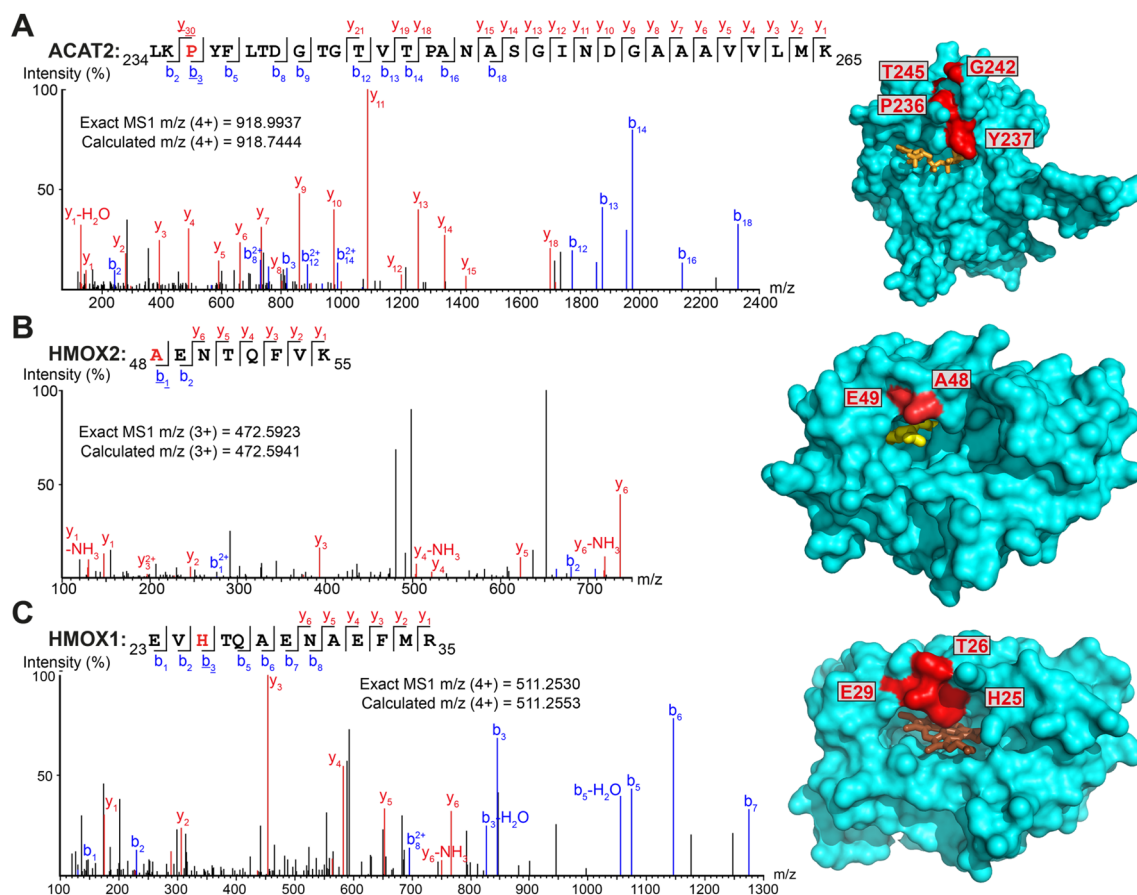 A
y30 y21 y19 y18 y15 y14 y13 y12 y11 y10 y9 y8 y7 y6 y5 y4 y3 y2 y1
ACAT2: 234 L K P Y F L T D G T G T V T P A N A S G I N D G A A A V V L M K 265
b2 b3 b5 b8 b9 b12 b13 b14 b16 b18
Intensity (%)
100
50
Exact MS1 m/z (4+) = 918.9937
Calculated m/z (4+) = 918.7444
y1-H2O y1 y2 b2 y3 y4 y5 y6 b8 2+ y7 y8 b3 y9 b12 2+ y10 b14 2+ y11 y12 y13 y14 y15 y18 b12 b13 b14 b16 b18
200 400 600 800 1000 1200 1400 1600 1800 2000 2200 2400 m/z
T245 G242
P236
Y237
B
y6 y5 y4 y3 y2 y1
HMOX2: 48 A E N T Q F V K 55
b1 b2
Intensity (%)
100
50
Exact MS1 m/z (3+) = 472.5923
Calculated m/z (3+) = 472.5941
y1-NH3 y1 y3 2+ y2 b1 2+ y3 y4-NH3 y4 y5 b2 y6-NH3 y6
100 200 300 400 500 600 700 m/z
E49 A48
C
y6 y5 y4 y3 y2 y1
HMOX1: 23 E V H T Q A E N A E F M R 35
b1 b2 b3 b5 b6 b7 b8
Intensity (%)
100
50
Exact MS1 m/z (4+) = 511.2530
Calculated m/z (4+) = 511.2553
b1 y1 b2 y2 y3 y4 y5 b8 2+ y6-NH3 y6 b3-H2O b3 b5-H2O b5 b6 b7
100 200 300 400 500 600 700 800 900 1000 1100 1200 1300 m/z
T26
E29 H25